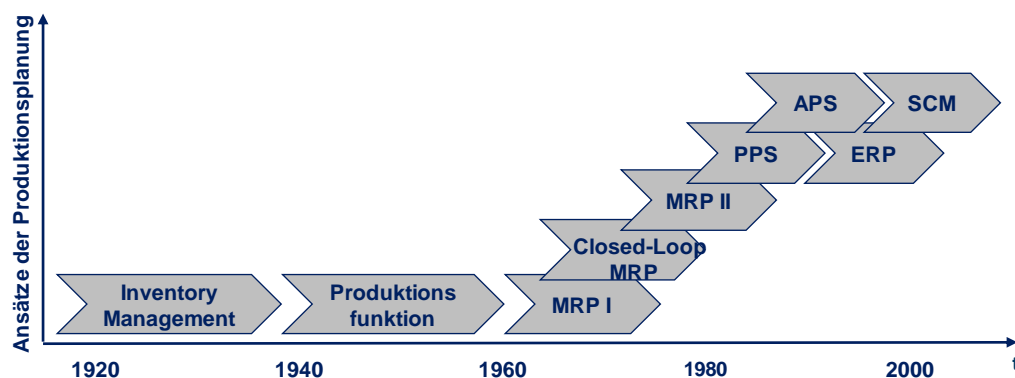 Ansätze der Produktionsplanung
APS
SCM
PPS
ERP
MRP II
Closed-Loop
MRP
Inventory
Management
Produktions
funktion
MRP I
1920
1940
1960
1980
2000
t